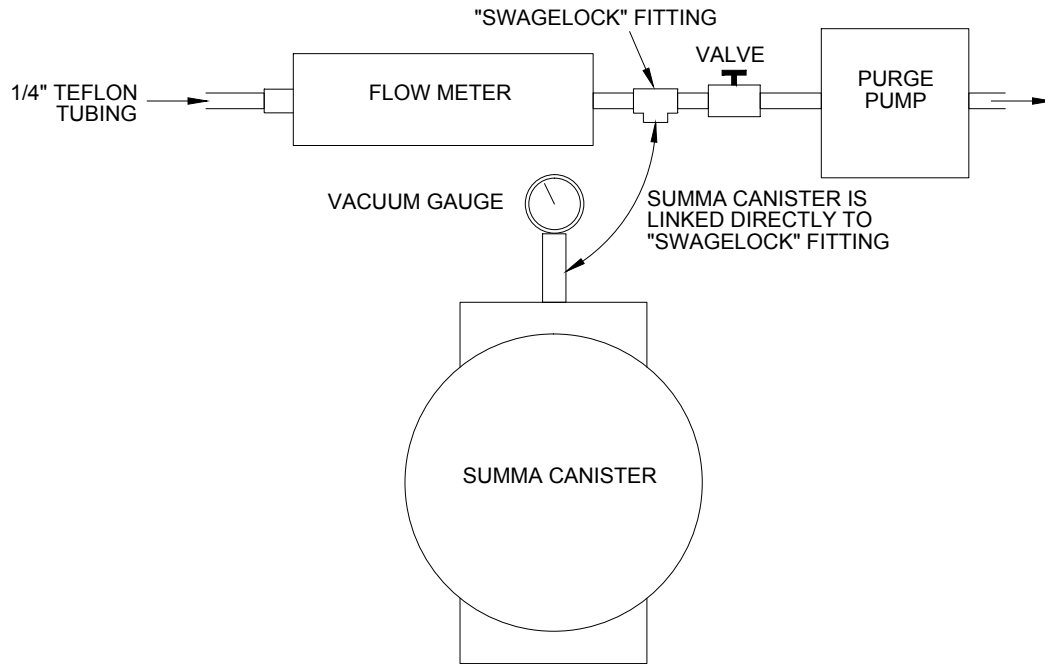 "SWAGELOCK" FITTING
VALVE
1/4" TEFLON
TUBING
FLOW METER
PURGE
PUMP
VACUUM GAUGE
SUMMA CANISTER IS
LINKED DIRECTLY TO
"SWAGELOCK" FITTING
SUMMA CANISTER